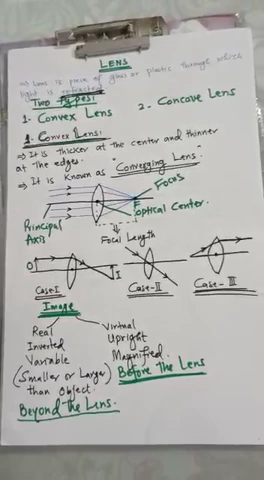 LENS
⇒ Lens is piece of glass or plastic through which
light is refracted
Two Types:
1- Convex Lens 2- Concave Lens
1- Convex Lens:
⇒ It is Thicker at the center and thinner
at The edges.
⇒ It is known as "Converging Lens"
Focus
F
Optical Center.
Principal
Axis
Focal Length
O I
Case-I Case-II Case-III
Image
Real Virtual
Inverted Upright
Variable Magnified
(Smaller or Larger Before The Lens
than Object)
Beyond the Lens.